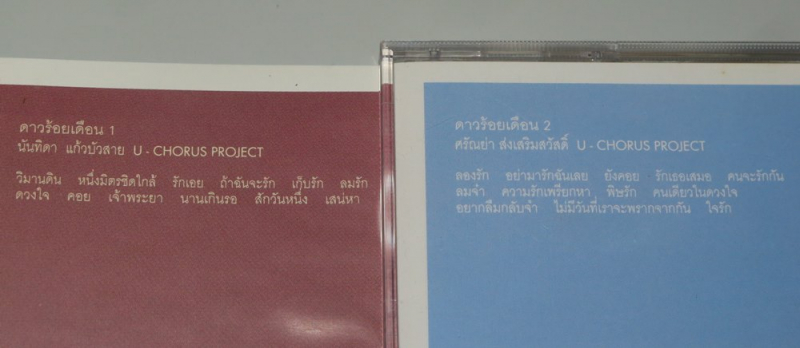 ดาวร้อยเดือน 1
นันทิดา แก้วบัวสาย U - CHORUS PROJECT
วิมานดิน หนึ่งมิตรชิดใกล้ รักเอย ถ้าฉันจะรัก เก็บรัก ลมรัก
ดวงใจ คอย เจ้าพระยา นานเกินรอ สักวันหนึ่ง เสน่หา
ดาวร้อยเดือน 2
ศรัณย่า ส่งเสริมสวัสดิ์ U - CHORUS PROJECT
ลองรัก อย่ามารักฉันเลย ยังคอย รักเธอเสมอ คนจะรักกัน
ลมจ๋า ความรักเพรียกหา พิษรัก คนเดียวในดวงใจ
อยากลืมกลับจำ ไม่มีวันที่เราจะพรากจากกัน ใจรัก